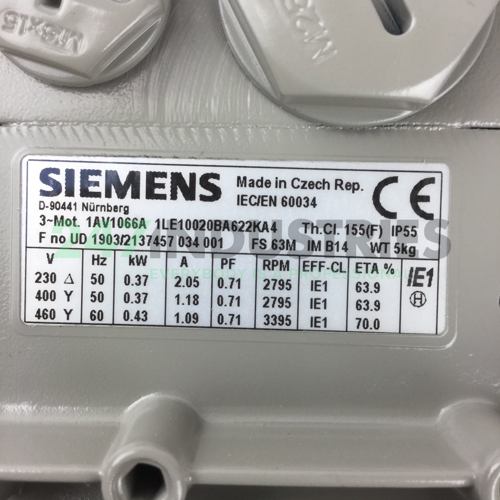 M16x1.5
M25
SIEMENS
D-90441 Nürnberg
Made in Czech Rep.
IEC/EN 60034
CE
3~Mot. 1AV1066A 1LE10020BA622KA4 Th.Cl. 155(F) IP55
F no UD 1903/2137457 034 001 FS 63M IM B14 WT 5kg
V Hz kW A PF RPM EFF-CL ETA %
230 Δ 50 0.37 2.05 0.71 2795 IE1 63.9
400 Y 50 0.37 1.18 0.71 2795 IE1 63.9
460 Y 60 0.43 1.09 0.71 3395 IE1 70.0
IE1
H
INDUSTRIES